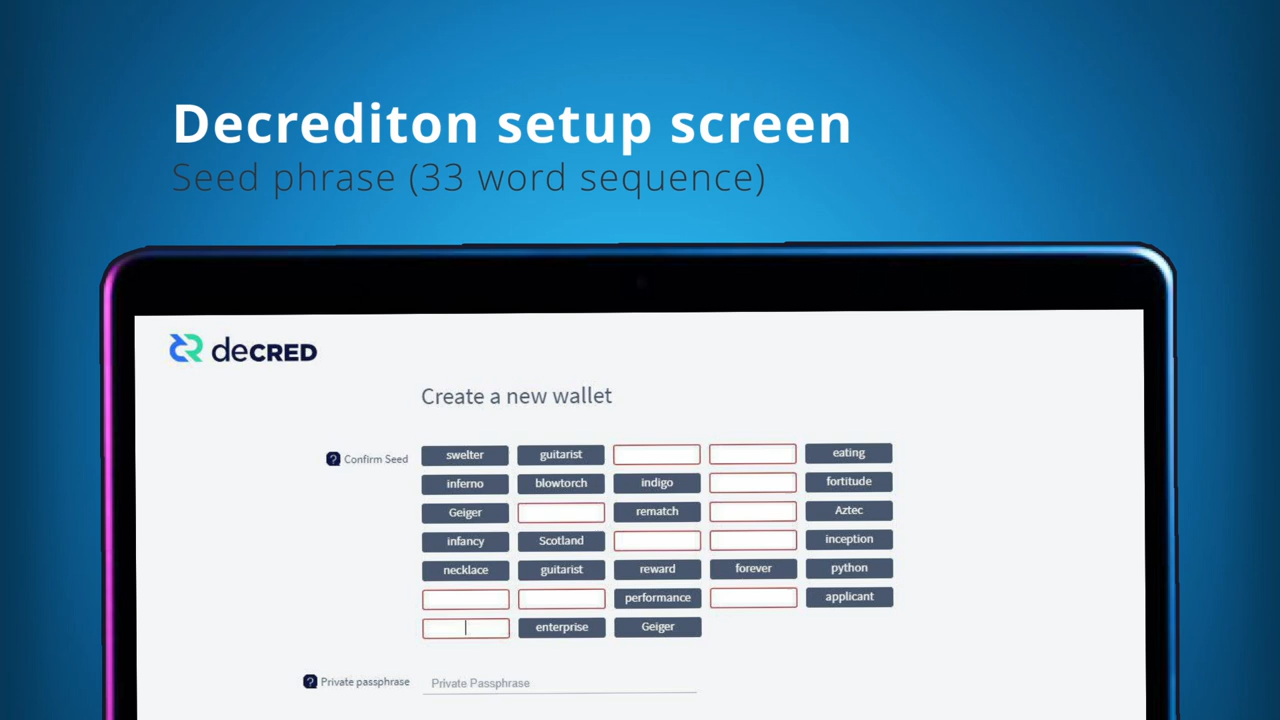 Decrediton setup screen
Seed phrase (33 word sequence)
deCRED
Create a new wallet
? Confirm Seed
swelter guitarist eating
inferno blowtorch indigo fortitude
Geiger rematch Aztec
infancy Scotland inception
necklace guitarist reward forever python
performance applicant
enterprise Geiger
? Private passphrase Private Passphrase